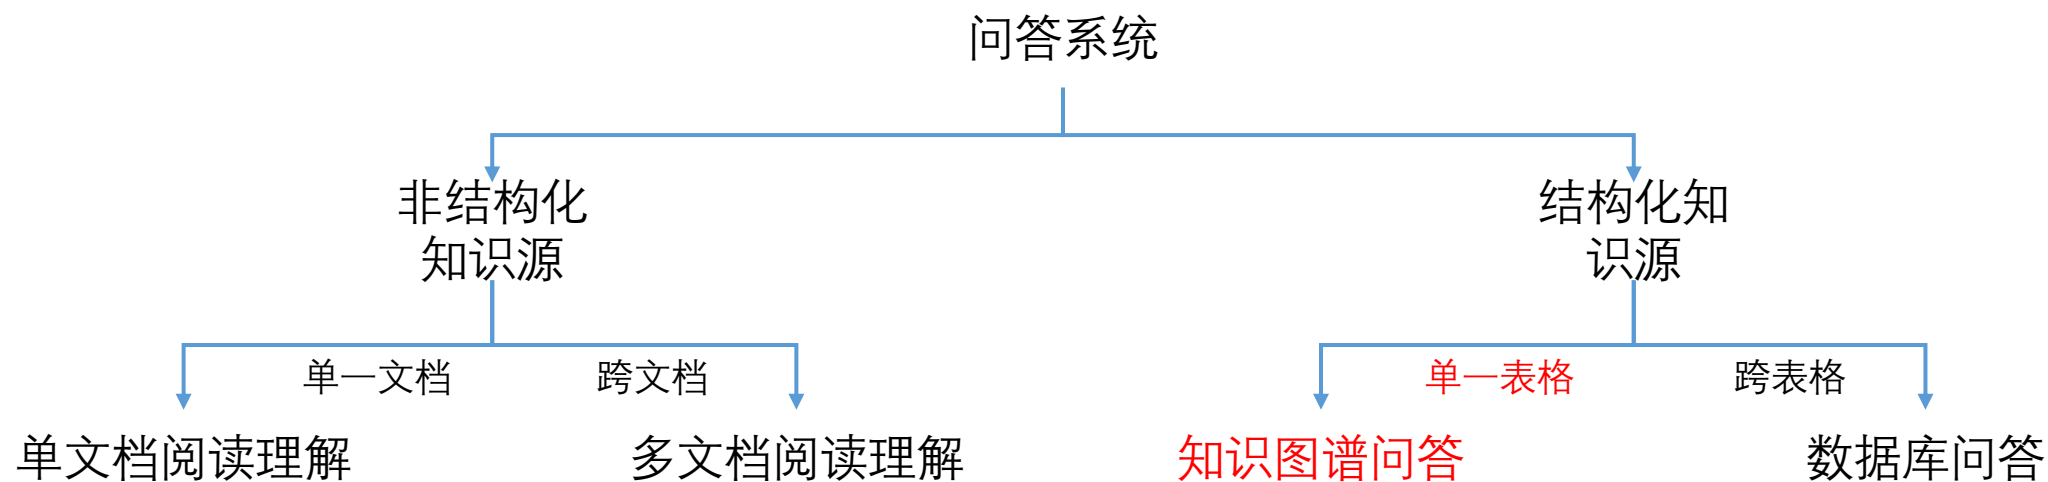 问答系统
非结构化
知识源
结构化知
识源
单一文档
跨文档
单一表格
跨表格
单文档阅读理解
多文档阅读理解
知识图谱问答
数据库问答